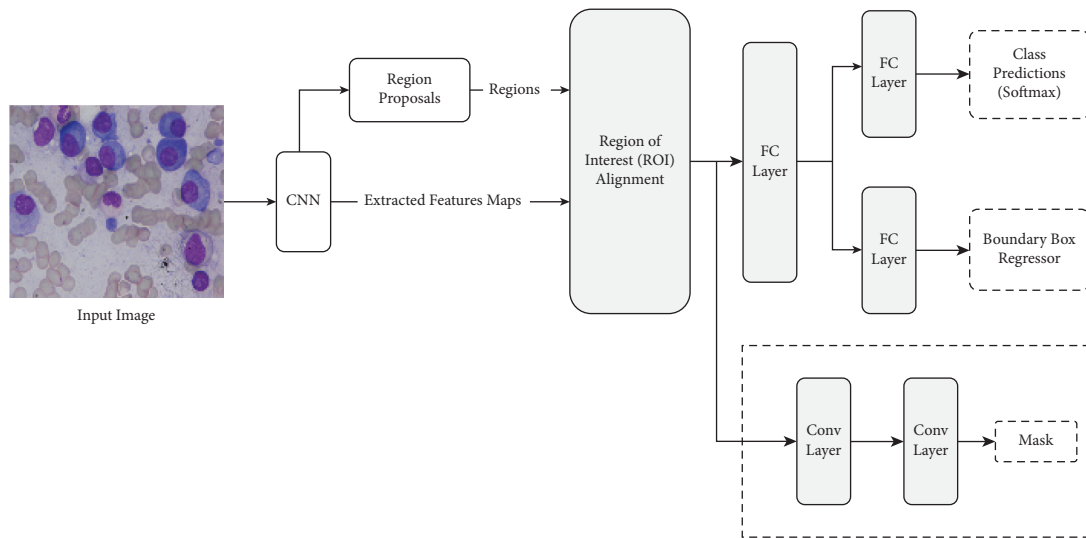 Input Image
CNN
Region
Proposals
Regions
Extracted Features Maps
Region of
Interest (ROI)
Alignment
FC
Layer
FC
Layer
Class
Predictions
(Softmax)
FC
Layer
Boundary Box
Regressor
Conv
Layer
Conv
Layer
Mask